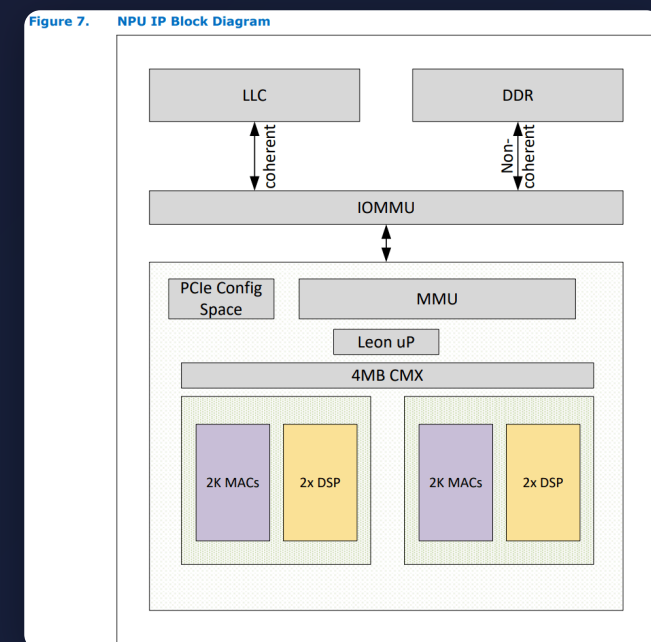 Figure 7. NPU IP Block Diagram
LLC
DDR
coherent
Non-
coherent
IOMMU
PCIe Config
Space
MMU
Leon uP
4MB CMX
2K MACs
2x DSP
2K MACs
2x DSP